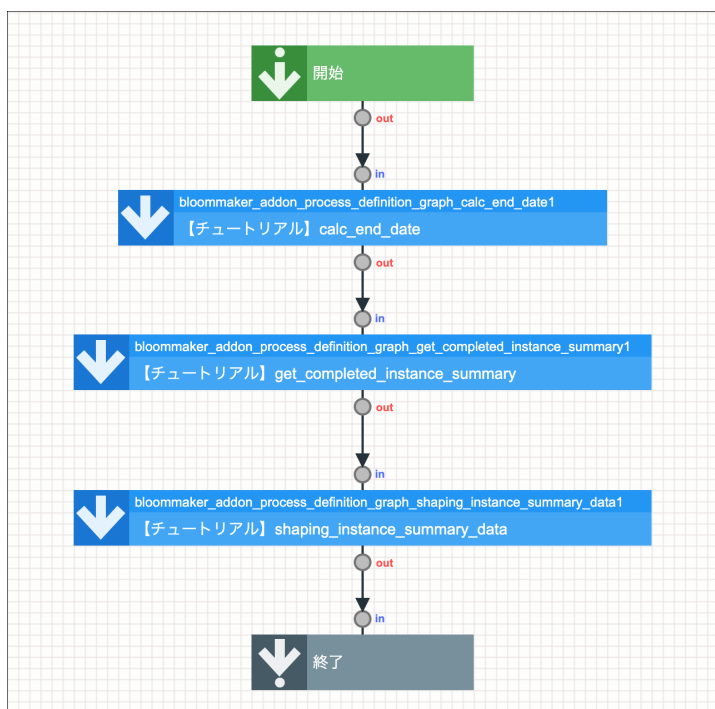 開始
out
in
bloommaker_addon_process_definition_graph_calc_end_date1
【チュートリアル】calc_end_date
out
in
bloommaker_addon_process_definition_graph_get_completed_instance_summary1
【チュートリアル】get_completed_instance_summary
out
in
bloommaker_addon_process_definition_graph_shaping_instance_summary_data1
【チュートリアル】shaping_instance_summary_data
out
in
終了